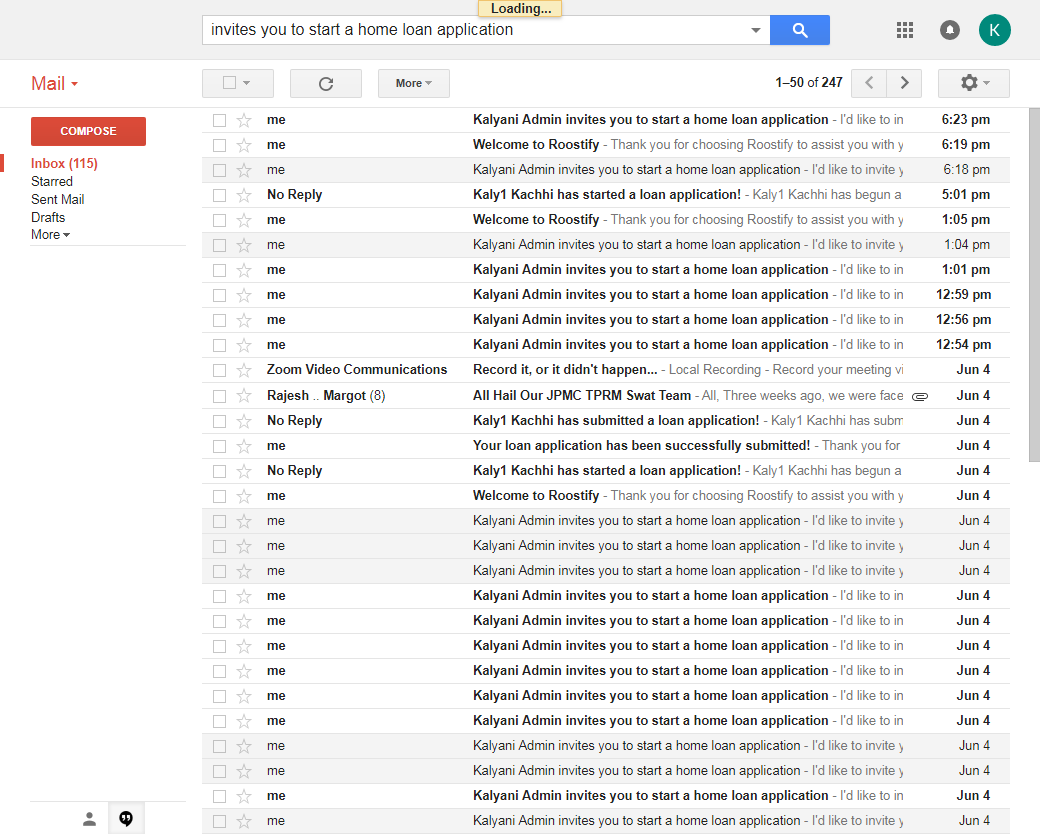 Loading...
invites you to start a home loan application
K
Mail
More
1–50 of 247
COMPOSE
Inbox (115)
Starred
Sent Mail
Drafts
More
me Kalyani Admin invites you to start a home loan application - I'd like to in 6:23 pm
me Welcome to Roostify - Thank you for choosing Roostify to assist you with y 6:19 pm
me Kalyani Admin invites you to start a home loan application - I'd like to invite y 6:18 pm
No Reply Kaly1 Kachhi has started a loan application! - Kaly1 Kachhi has begun a 5:01 pm
me Welcome to Roostify - Thank you for choosing Roostify to assist you with y 1:05 pm
me Kalyani Admin invites you to start a home loan application - I'd like to invite y 1:04 pm
me Kalyani Admin invites you to start a home loan application - I'd like to in 1:01 pm
me Kalyani Admin invites you to start a home loan application - I'd like to in 12:59 pm
me Kalyani Admin invites you to start a home loan application - I'd like to in 12:56 pm
me Kalyani Admin invites you to start a home loan application - I'd like to in 12:54 pm
Zoom Video Communications Record it, or it didn't happen... - Local Recording - Record your meeting vi Jun 4
Rajesh .. Margot (8) All Hail Our JPMC TPRM Swat Team - All, Three weeks ago, we were face Jun 4
No Reply Kaly1 Kachhi has submitted a loan application! - Kaly1 Kachhi has subm Jun 4
me Your loan application has been successfully submitted! - Thank you for Jun 4
No Reply Kaly1 Kachhi has started a loan application! - Kaly1 Kachhi has begun a Jun 4
me Welcome to Roostify - Thank you for choosing Roostify to assist you with y Jun 4
me Kalyani Admin invites you to start a home loan application - I'd like to invite y Jun 4
me Kalyani Admin invites you to start a home loan application - I'd like to invite y Jun 4
me Kalyani Admin invites you to start a home loan application - I'd like to invite y Jun 4
me Kalyani Admin invites you to start a home loan application - I'd like to in Jun 4
me Kalyani Admin invites you to start a home loan application - I'd like to in Jun 4
me Kalyani Admin invites you to start a home loan application - I'd like to in Jun 4
me Kalyani Admin invites you to start a home loan application - I'd like to in Jun 4
me Kalyani Admin invites you to start a home loan application - I'd like to in Jun 4
me Kalyani Admin invites you to start a home loan application - I'd like to in Jun 4
me Kalyani Admin invites you to start a home loan application - I'd like to invite y Jun 4
me Kalyani Admin invites you to start a home loan application - I'd like to invite y Jun 4
me Kalyani Admin invites you to start a home loan application - I'd like to in Jun 4
me Kalyani Admin invites you to start a home loan application - I'd like to invite y Jun 4